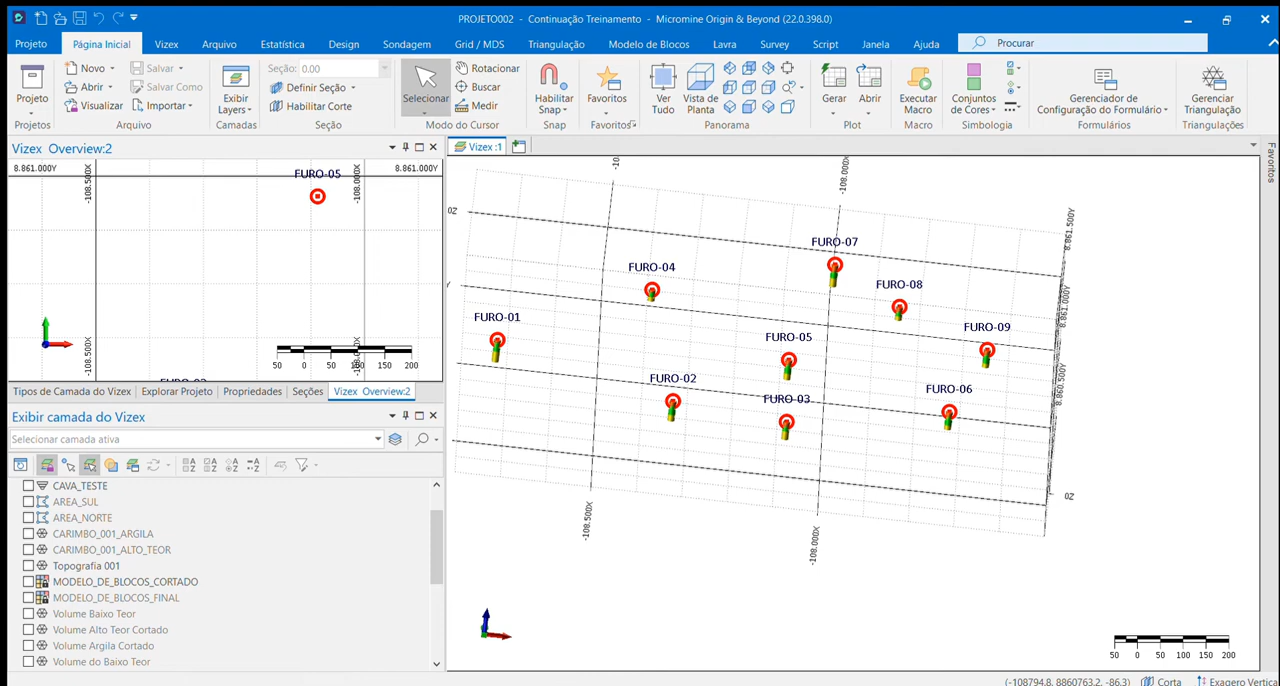 PROJETO002 - Continuação Treinamento - Micromine Origin & Beyond (22.0.398.0)
Projeto Página Inicial Vizex Arquivo Estatística Design Sondagem Grid / MDS Triangulação Modelo de Blocos Lavra Survey Script Janela Ajuda Procurar
Projeto
Projetos
Novo Salvar
Abrir Salvar Como
Visualizar Importar
Arquivo
Exibir Layers
Camadas
Seção: 0.00
Definir Seção
Habilitar Corte
Seção
Selecionar
Rotacionar
Buscar
Medir
Modo do Cursor
Habilitar Snap
Snap
Favoritos
Favoritos
Ver Tudo
Vista de Planta
Panorama
Gerar
Abrir
Plot
Executar Macro
Macro
Conjuntos de Cores
Simbologia
Gerenciador de Configuração do Formulário
Formulários
Gerenciar Triangulação
Triangulações
Vizex Overview:2
8.861.000Y 8.861.000Y
-108.500X -108.000X
FURO-05
-108.500X
50 0 50 100 150 200
Tipos de Camada do Vizex Explorar Projeto Propriedades Seções Vizex Overview:2
Exibir camada do Vizex
Selecionar camada ativa
CAVA_TESTE
AREA_SUL
AREA_NORTE
CARIMBO_001_ARGILA
CARIMBO_001_ALTO_TEOR
Topografia 001
MODELO_DE_BLOCOS_CORTADO
MODELO_DE_BLOCOS_FINAL
Volume Baixo Teor
Volume Alto Teor Cortado
Volume Argila Cortado
Volume do Baixo Teor
Vizex :1
Favoritos
-10
-108.000X
0Z
8.861.500Y
FURO-07
FURO-04
FURO-08
8.861.000Y
FURO-01
FURO-09
FURO-05
FURO-02
FURO-06
8.860.500Y
FURO-03
0Z
-108.500X
-108.000X
50 0 50 100 150 200
(-108794.8, 8860763.2, -86.3) Corta Exagero Vertica